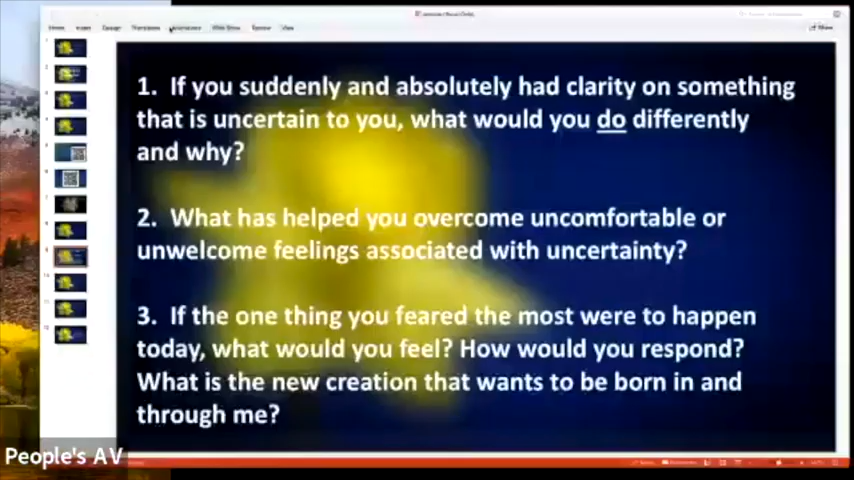 Share
1. If you suddenly and absolutely had clarity on something
that is uncertain to you, what would you do differently
and why?
2. What has helped you overcome uncomfortable or
unwelcome feelings associated with uncertainty?
3. If the one thing you feared the most were to happen
today, what would you feel? How would you respond?
What is the new creation that wants to be born in and
through me?
People's AV